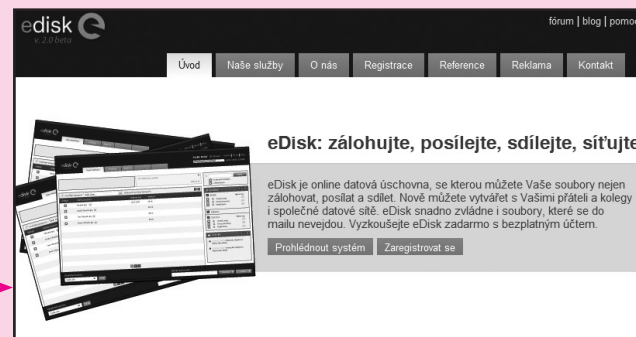 edisk
v. 2.0 beta
fórum | blog | pomo
Úvod
Naše služby
O nás
Registrace
Reference
Reklama
Kontakt
eDisk: zálohujte, posílejte, sdílejte, síťujte
eDisk je online datová úschovna, se kterou můžete Vaše soubory nejen
zálohovat, posílat a sdílet. Nově můžete vytvářet s Vašimi přáteli a kolegy
i společné datové sítě. eDisk snadno zvládne i soubory, které se do
mailu nevejdou. Vyzkoušejte eDisk zadarmo s bezplatným účtem.
Prohlédnout systém
Zaregistrovat se